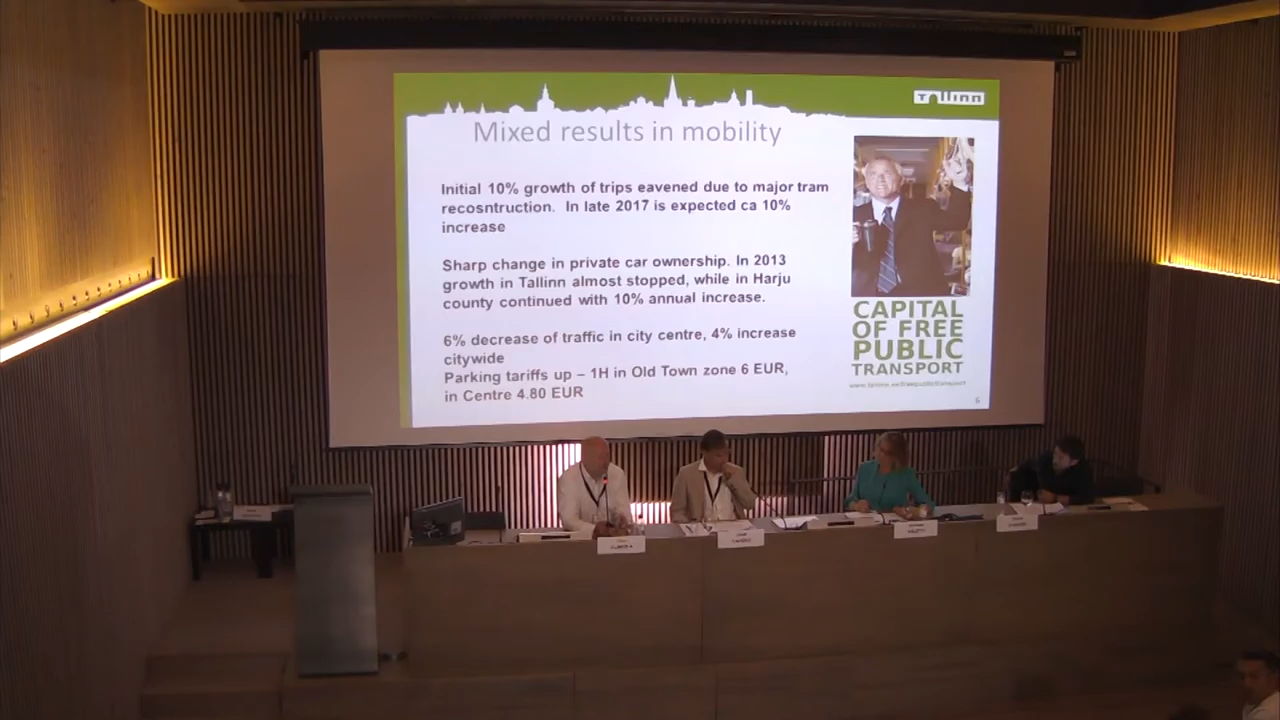 Tallinn
Mixed results in mobility
Initial 10% growth of trips eavened due to major tram
recosntruction. In late 2017 is expected ca 10%
increase
Sharp change in private car ownership. In 2013
growth in Tallinn almost stopped, while in Harju
county continued with 10% annual increase.
6% decrease of traffic in city centre, 4% increase
citywide
Parking tariffs up – 1H in Old Town zone 6 EUR,
in Centre 4.80 EUR
CAPITAL
OF FREE
PUBLIC
TRANSPORT
6